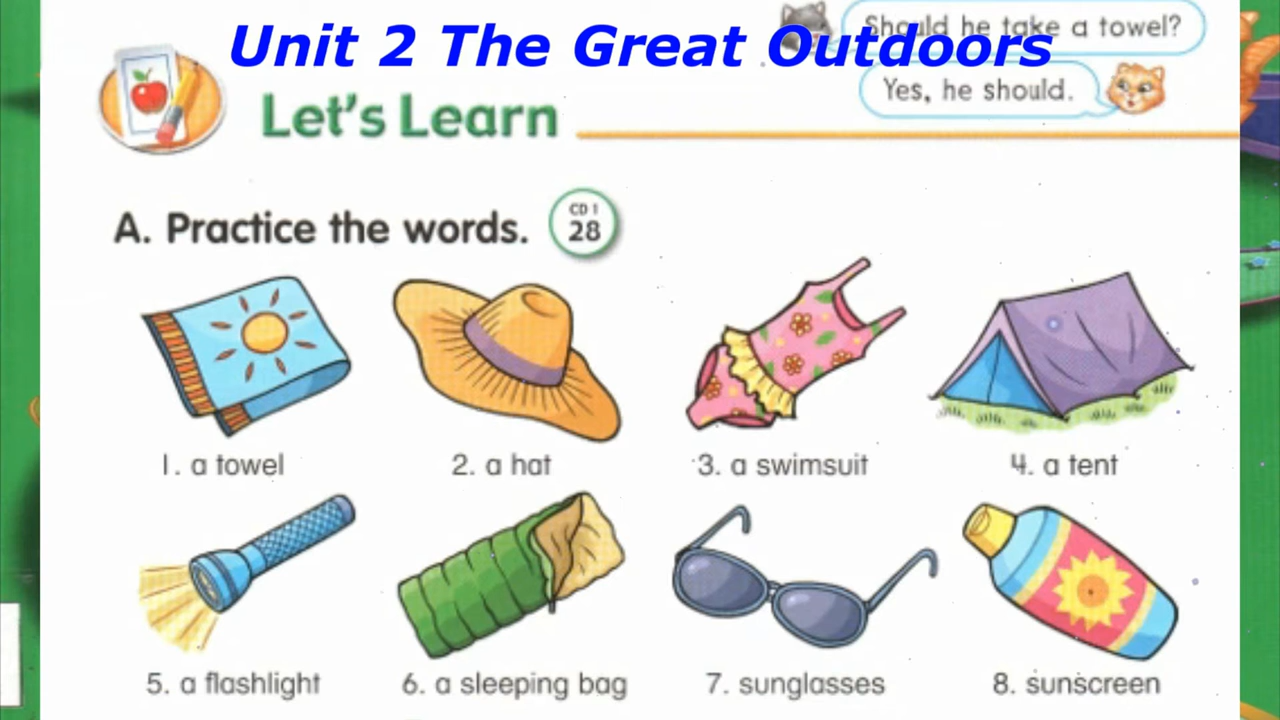 Unit 2 The Great Outdoors
Should he take a towel?
Yes, he should.
Let's Learn
A. Practice the words.
CD 1
28
1. a towel
2. a hat
3. a swimsuit
4. a tent
5. a flashlight
6. a sleeping bag
7. sunglasses
8. sunscreen